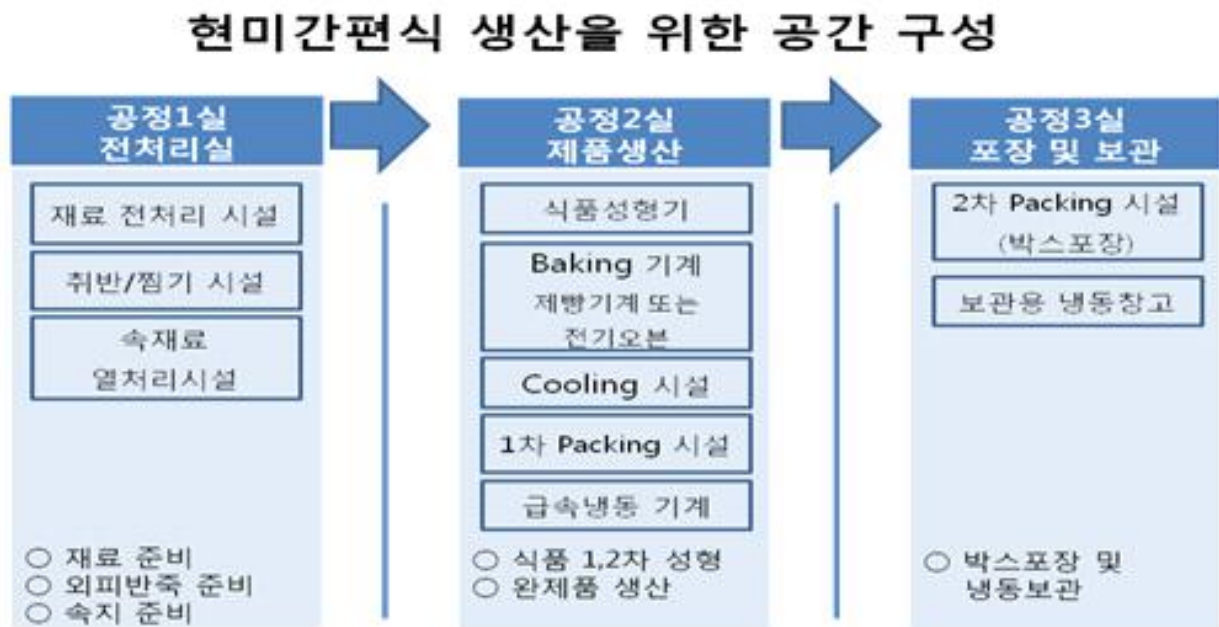 현미간편식 생산을 위한 공간 구성
공정1실
전처리실
재료 전처리 시설
취반/찜기 시설
속재료
열처리시설
○ 재료 준비
○ 외피반죽 준비
○ 속지 준비
공정2실
제품생산
식품성형기
Baking 기계
제빵기계 또는
전기오븐
Cooling 시설
1차 Packing 시설
급속냉동 기계
○ 식품 1,2차 성형
○ 완제품 생산
공정3실
포장 및 보관
2차 Packing 시설
(박스포장)
보관용 냉동창고
○ 박스포장 및
냉동보관